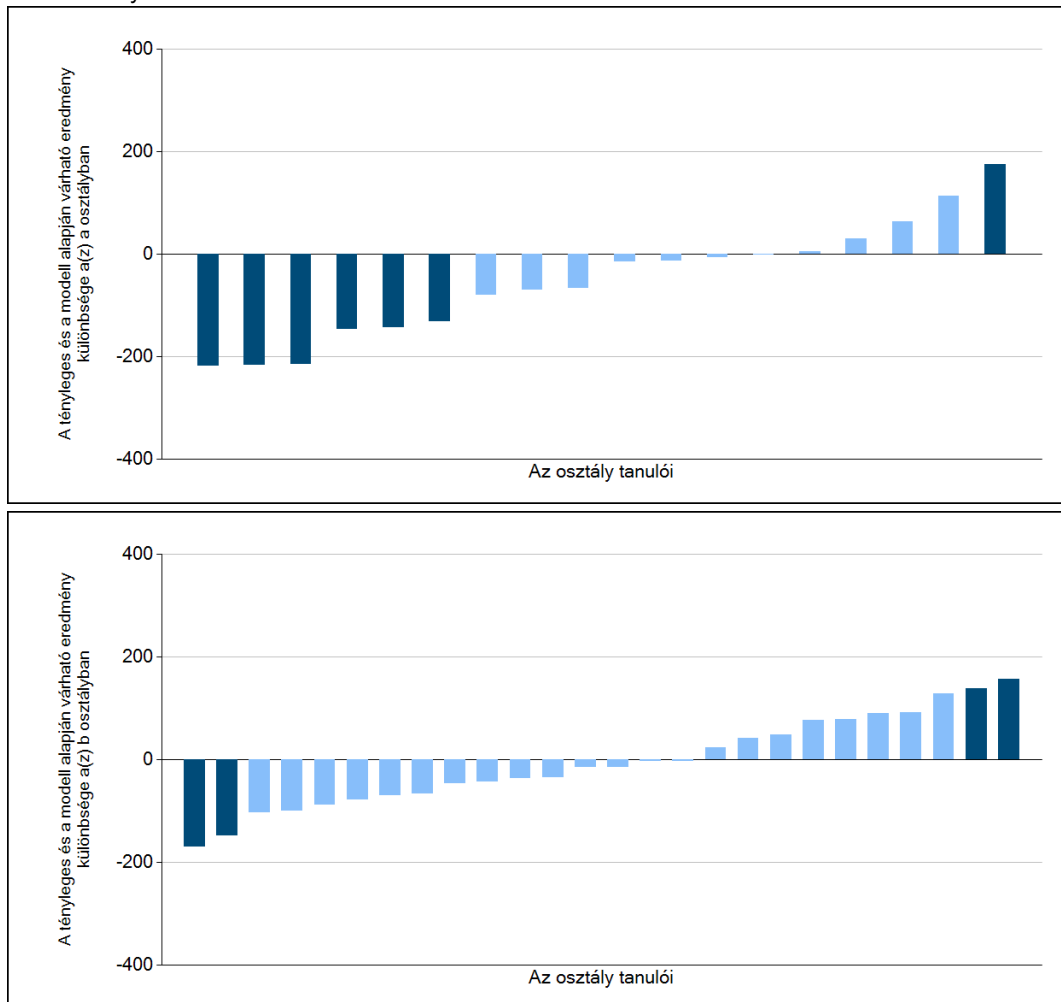 400
200
0
-200
-400
A tényleges és a modell alapján várható eredmény
különbsége a(z) a osztályban
Az osztály tanulói
400
200
0
-200
-400
A tényleges és a modell alapján várható eredmény
különbsége a(z) b osztályban
Az osztály tanulói